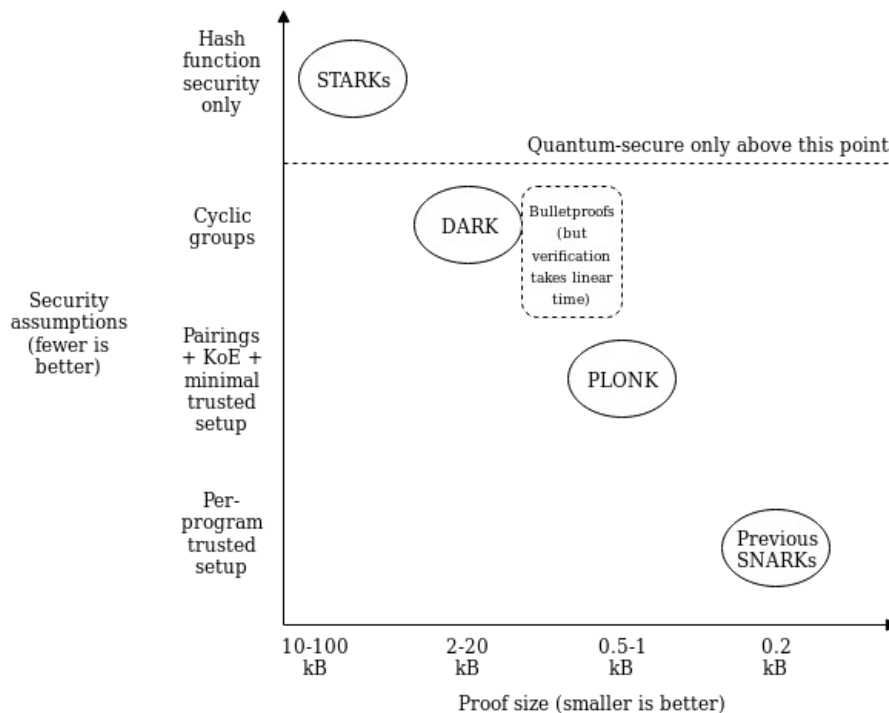 Hash
function
security
only
STARKs
Quantum-secure only above this point
Cyclic
groups
DARK
Bulletproofs
(but
verification
takes linear
time)
Security
assumptions
(fewer is
better)
Pairings
+ KoE +
minimal
trusted
setup
PLONK
Per-
program
trusted
setup
Previous
SNARKs
10-100
kB
2-20
kB
0.5-1
kB
0.2
kB
Proof size (smaller is better)